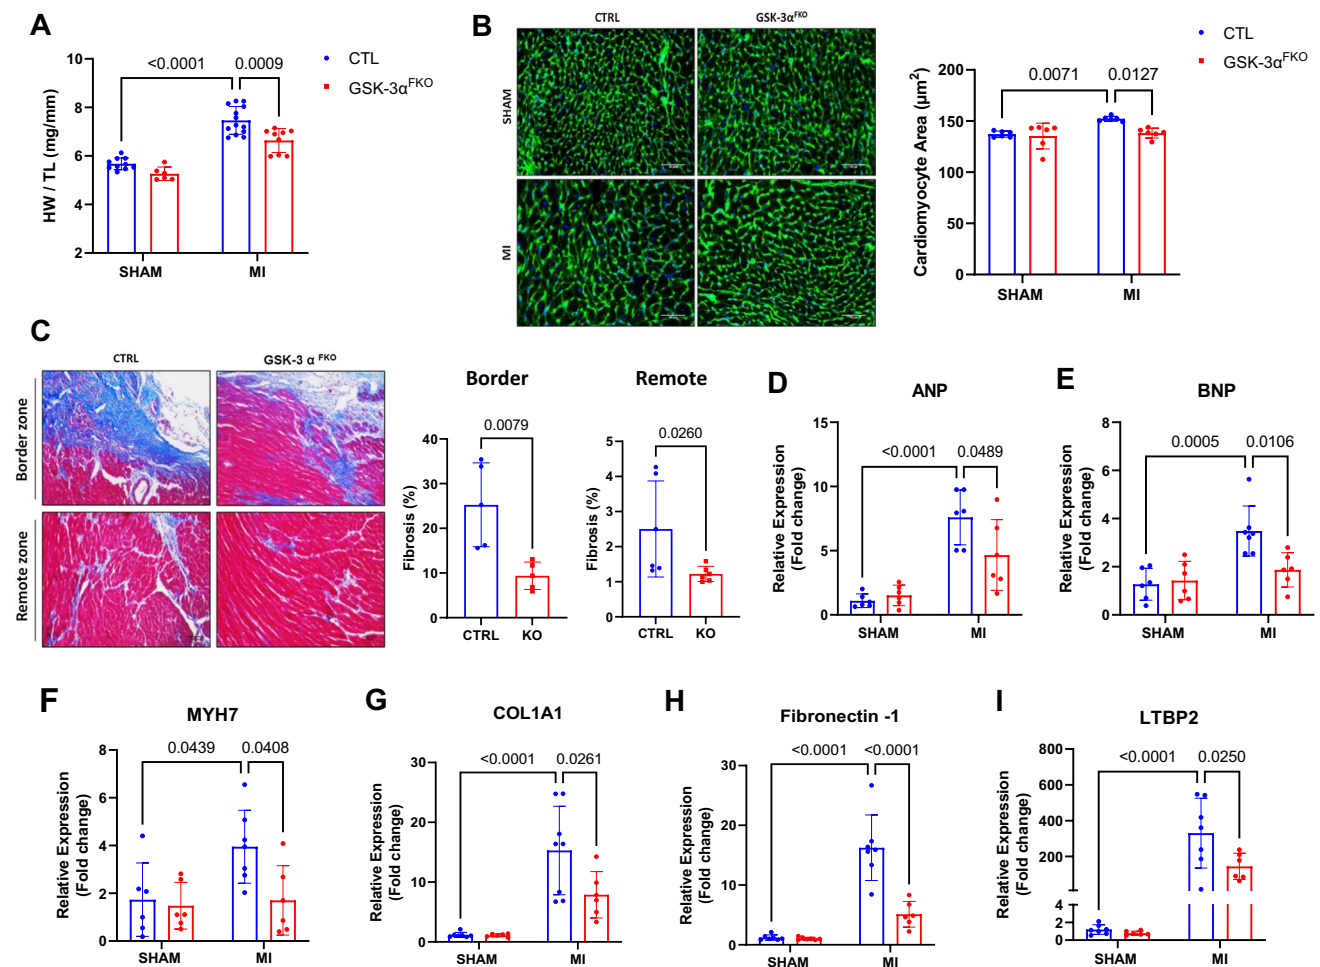 A
CTL
GSK-3αFKO
<0.0001
0.0009
HW / TL (mg/mm)
10
8
6
4
2
SHAM
MI
B
CTRL
GSK-3αFKO
SHAM
MI
CTL
GSK-3αFKO
0.0071
0.0127
Cardiomyocyte Area (µm2)
200
150
100
50
0
SHAM
MI
C
CTRL
GSK-3 α FKO
Border zone
Remote zone
Border
0.0079
Fibrosis (%)
40
30
20
10
0
CTRL
KO
Remote
0.0260
Fibrosis (%)
5
4
3
2
1
0
CTRL
KO
D
ANP
<0.0001
0.0489
Relative Expression
(Fold change)
15
10
5
0
SHAM
MI
E
BNP
0.0005
0.0106
Relative Expression
(Fold change)
8
6
4
2
0
SHAM
MI
F
MYH7
0.0439
0.0408
Relative Expression
(Fold change)
8
6
4
2
0
SHAM
MI
G
COL1A1
<0.0001
0.0261
Relative Expression
(Fold change)
30
20
10
0
SHAM
MI
H
Fibronectin -1
<0.0001
<0.0001
Relative Expression
(Fold change)
30
20
10
0
SHAM
MI
I
LTBP2
<0.0001
0.0250
Relative Expression
(Fold change)
800
600
400
200
4
2
0
SHAM
MI